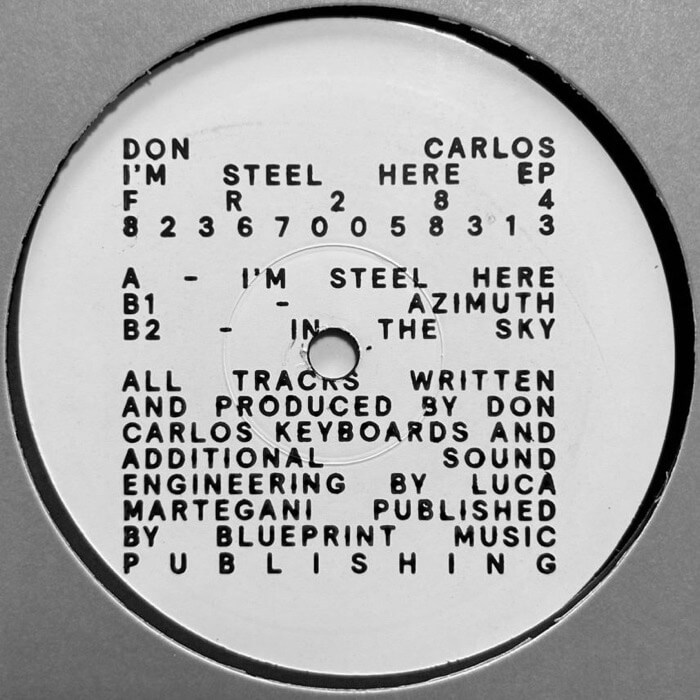 DON CARLOS
I'M STEEL HERE EP
F R 2 8 4
8 2 3 6 7 0 0 5 8 3 1 3
A - I'M STEEL HERE
B1 - AZIMUTH
B2 - IN THE SKY
ALL TRACKS WRITTEN
AND PRODUCED BY DON
CARLOS KEYBOARDS AND
ADDITIONAL SOUND
ENGINEERING BY LUCA
MARTEGANI PUBLISHED
BY BLUEPRINT MUSIC
P U B L I S H I N G